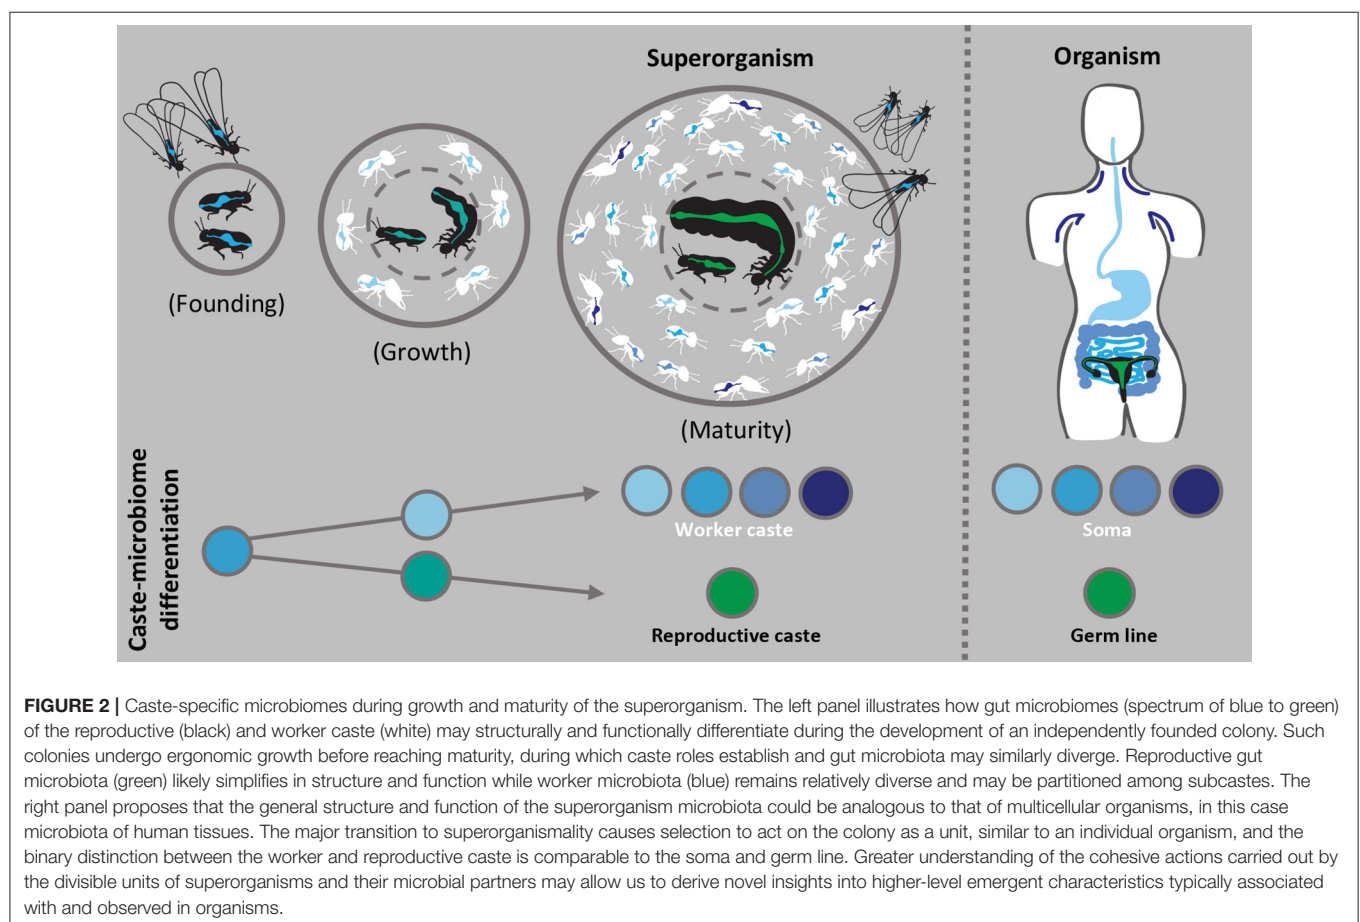 Superorganism
Organism
(Founding)
(Growth)
(Maturity)
Caste-microbiome
differentiation
Worker caste
Soma
Reproductive caste
Germ line
FIGURE 2 | Caste-specific microbiomes during growth and maturity of the superorganism. The left panel illustrates how gut microbiomes (spectrum of blue to green)
of the reproductive (black) and worker caste (white) may structurally and functionally differentiate during the development of an independently founded colony. Such
colonies undergo ergonomic growth before reaching maturity, during which caste roles establish and gut microbiota may similarly diverge. Reproductive gut
microbiota (green) likely simplifies in structure and function while worker microbiota (blue) remains relatively diverse and may be partitioned among subcastes. The
right panel proposes that the general structure and function of the superorganism microbiota could be analogous to that of multicellular organisms, in this case
microbiota of human tissues. The major transition to superorganismality causes selection to act on the colony as a unit, similar to an individual organism, and the
binary distinction between the worker and reproductive caste is comparable to the soma and germ line. Greater understanding of the cohesive actions carried out by
the divisible units of superorganisms and their microbial partners may allow us to derive novel insights into higher-level emergent characteristics typically associated
with and observed in organisms.